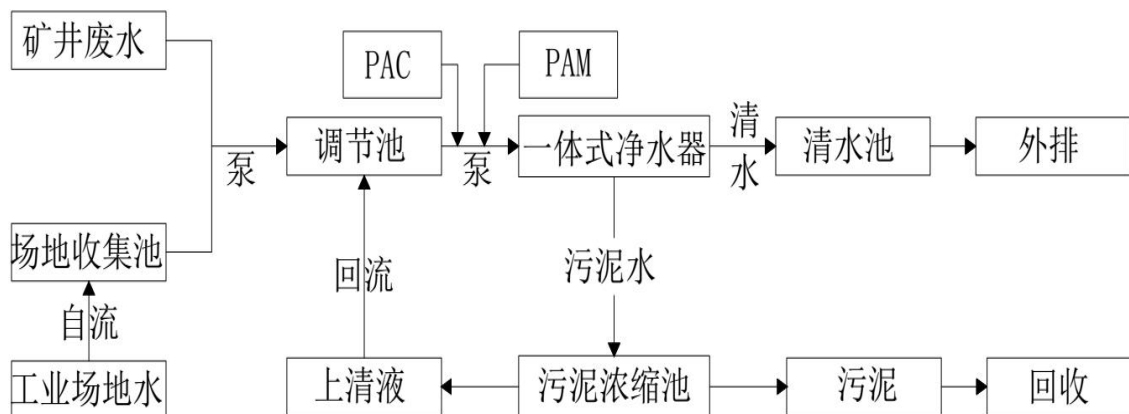 矿井废水
PAC
PAM
泵
调节池
泵
一体式净水器
清水
清水池
外排
场地收集池
自流
回流
污泥水
工业场地水
上清液
污泥浓缩池
污泥
回收